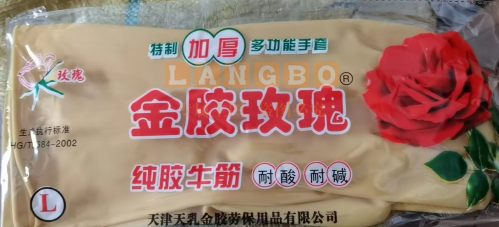 特制 加厚 多功能手套
LANGBO
玫瑰
金胶玫瑰®
生产执行标准
HG/T2584-2002
纯胶牛筋 耐酸 耐碱
L
天津天乳金胶劳保用品有限公司